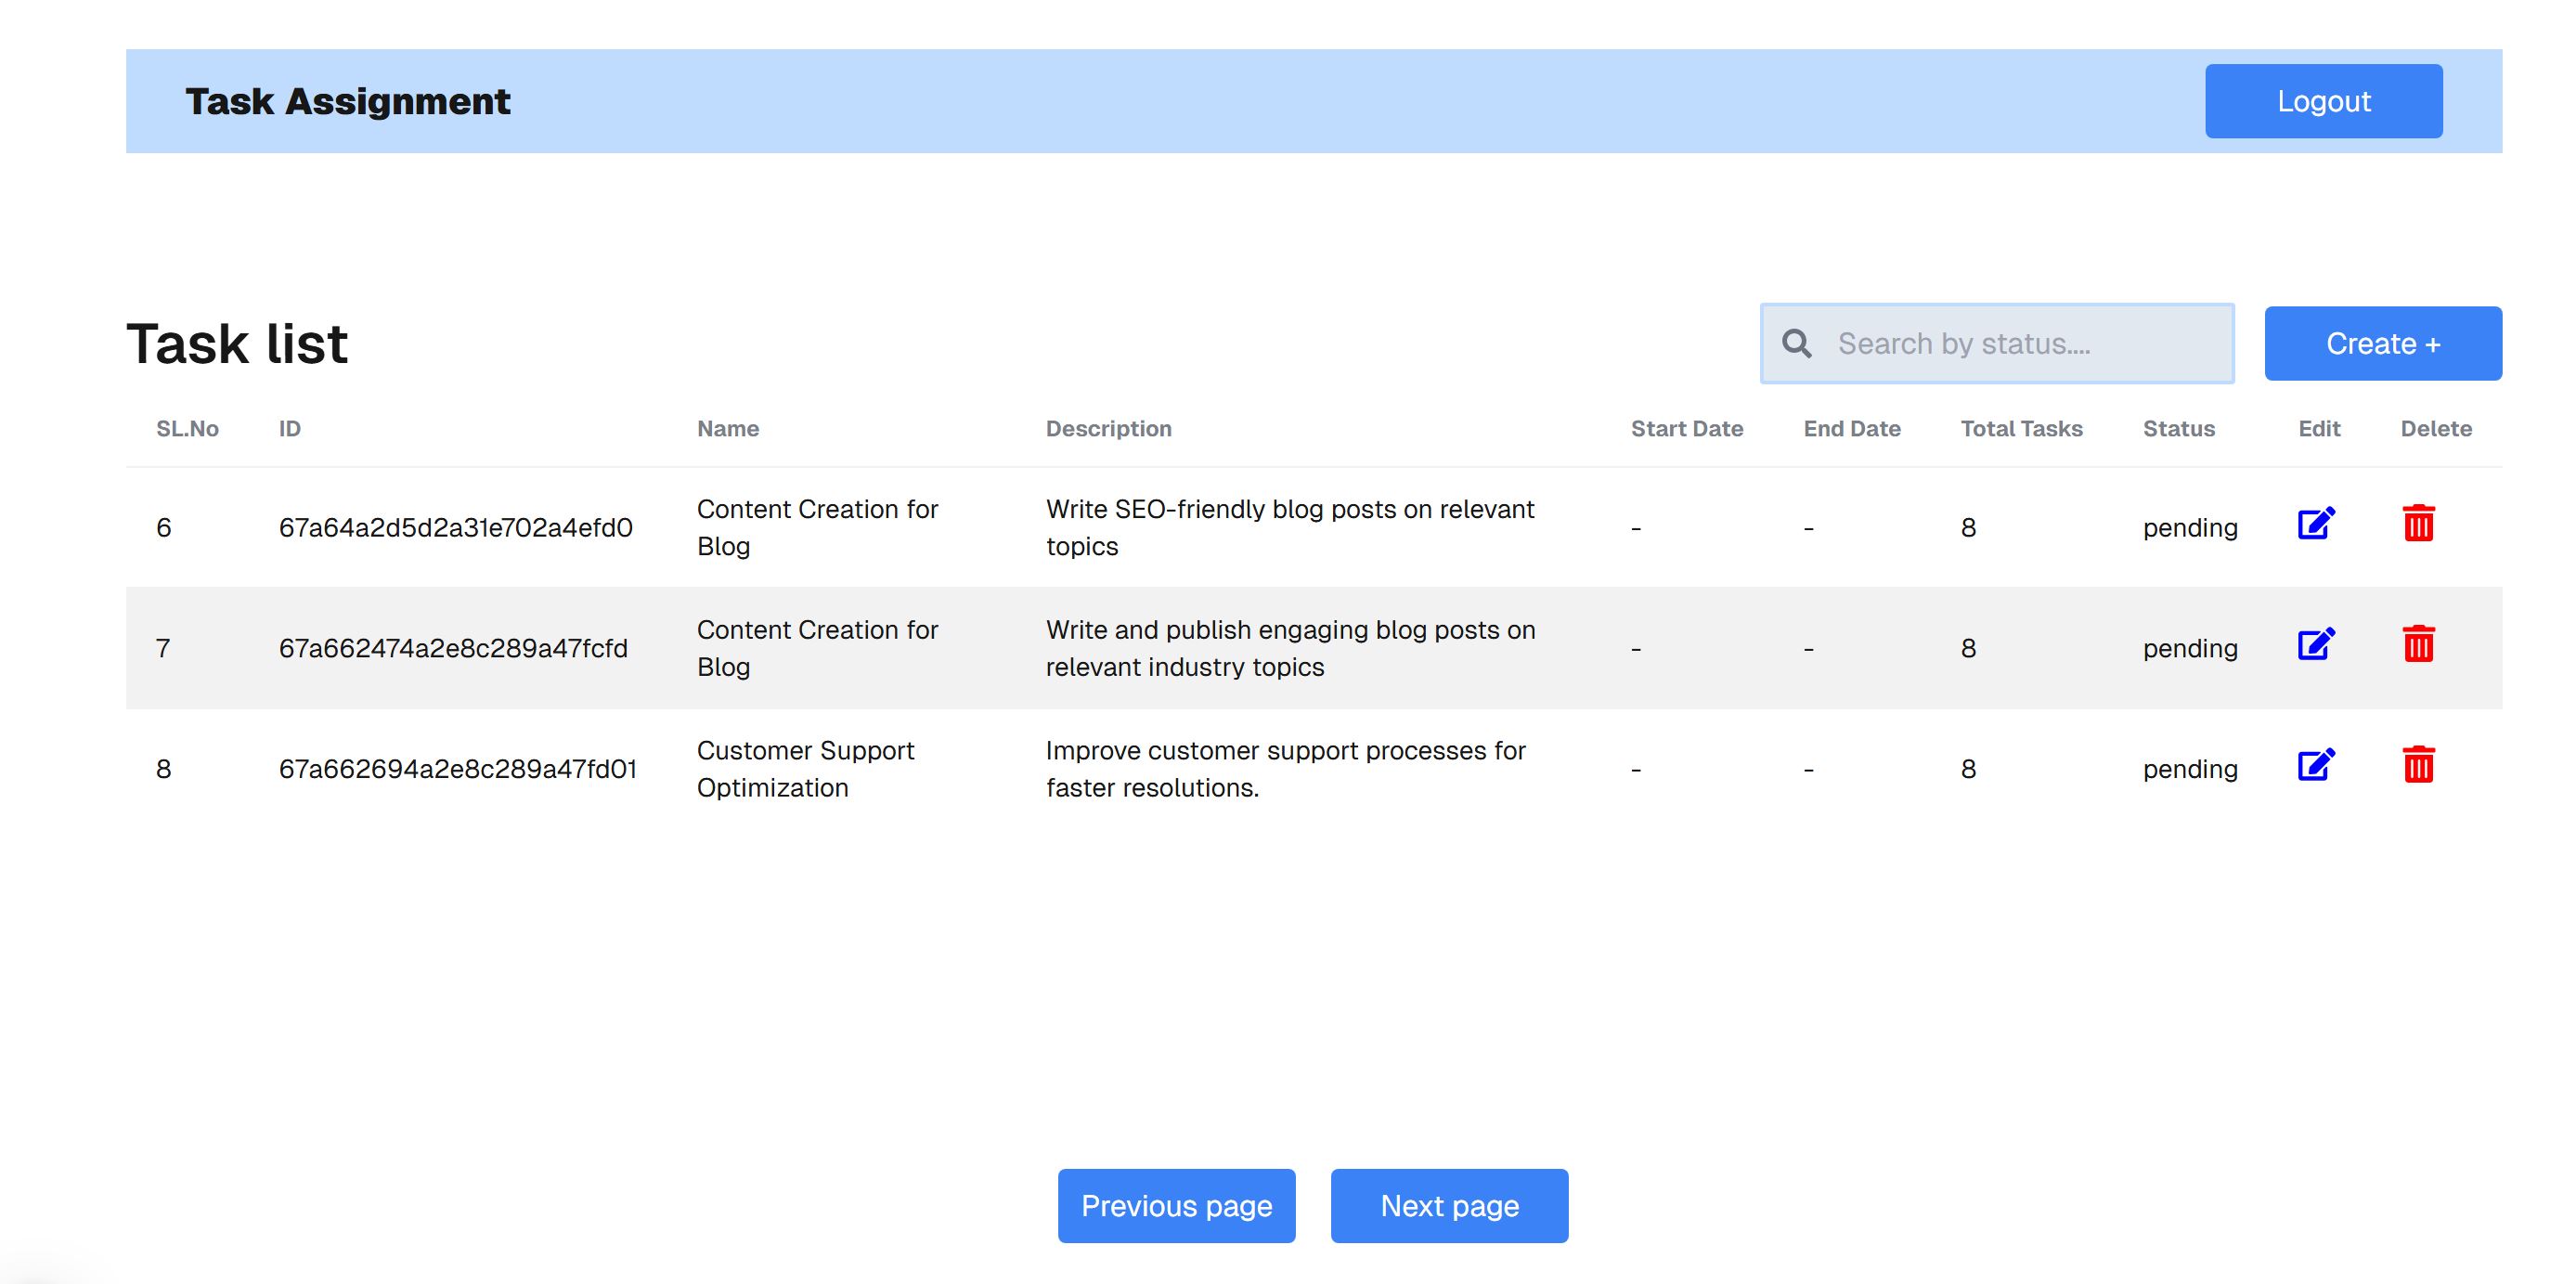 Task Assignment
Logout
Task list
Search by status....
Create +
SL.No ID Name Description Start Date End Date Total Tasks Status Edit Delete
6 67a64a2d5d2a31e702a4efd0 Content Creation for Blog Write SEO-friendly blog posts on relevant topics - - 8 pending
7 67a662474a2e8c289a47fcfd Content Creation for Blog Write and publish engaging blog posts on relevant industry topics - - 8 pending
8 67a662694a2e8c289a47fd01 Customer Support Optimization Improve customer support processes for faster resolutions. - - 8 pending
Previous page
Next page